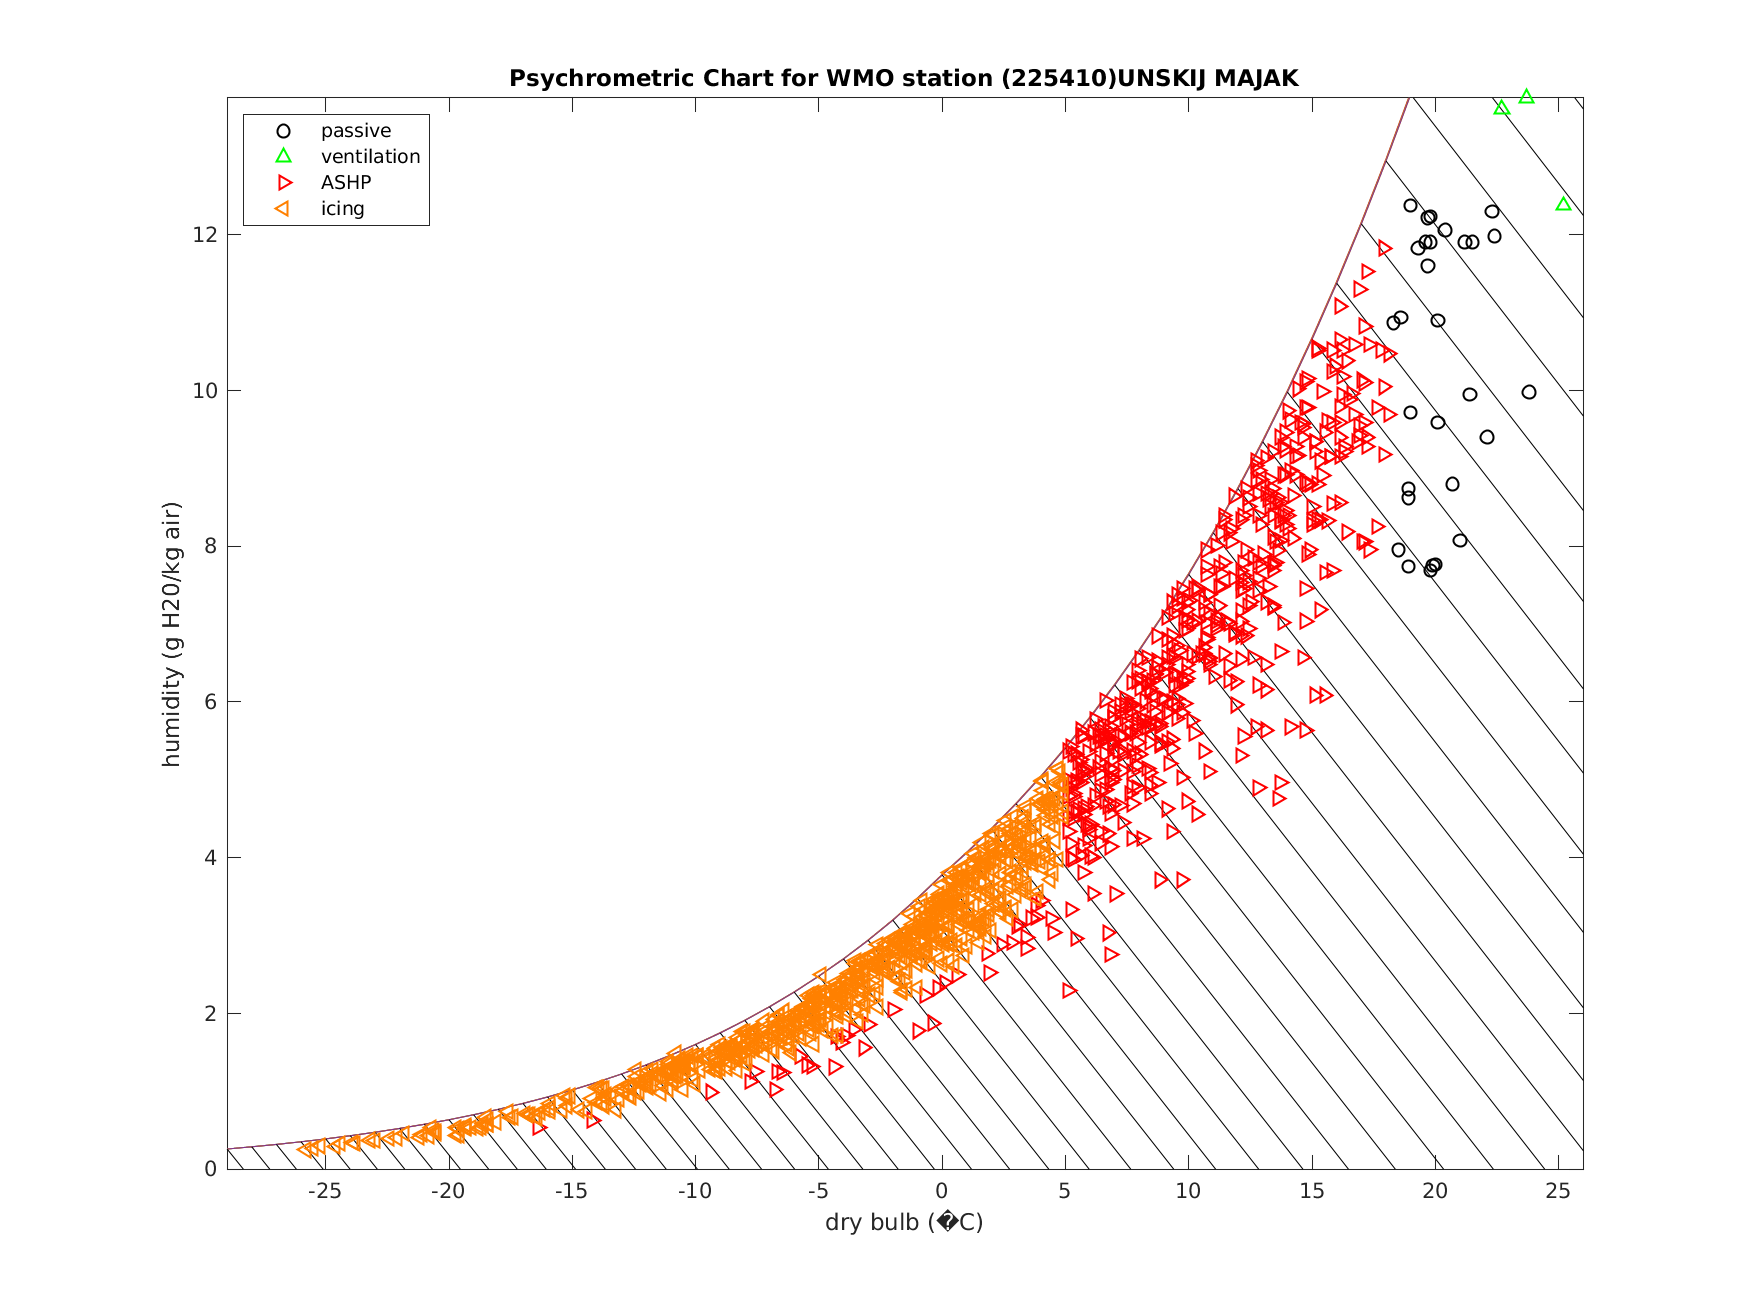 Psychrometric Chart for WMO station (225410)UNSKIJ MAJAK
passive
ventilation
ASHP
icing
humidity (g H20/kg air)
12
10
8
6
4
2
0
-25 -20 -15 -10 -5 0 5 10 15 20 25
dry bulb (�C)